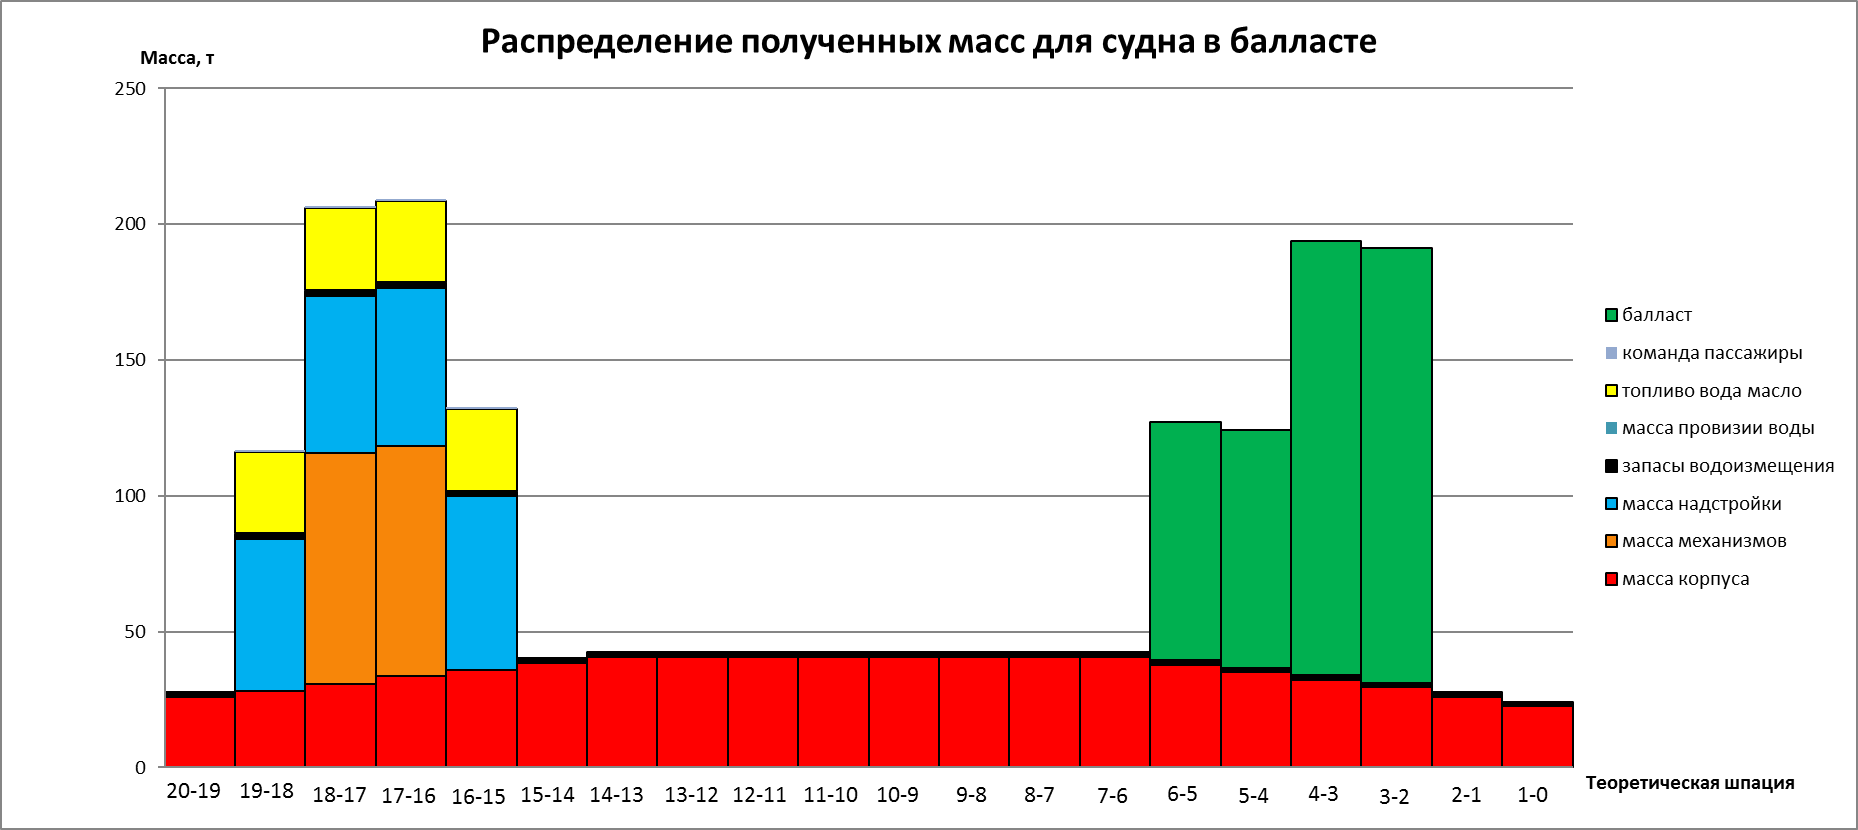 Распределение полученных масс для судна в балласте
Масса, т
250
200
150
100
50
0
20-19 19-18 18-17 17-16 16-15 15-14 14-13 13-12 12-11 11-10 10-9 9-8 8-7 7-6 6-5 5-4 4-3 3-2 2-1 1-0
Теоретическая шпация
балласт
команда пассажиры
топливо вода масло
масса провизии воды
запасы водоизмещения
масса надстройки
масса механизмов
масса корпуса